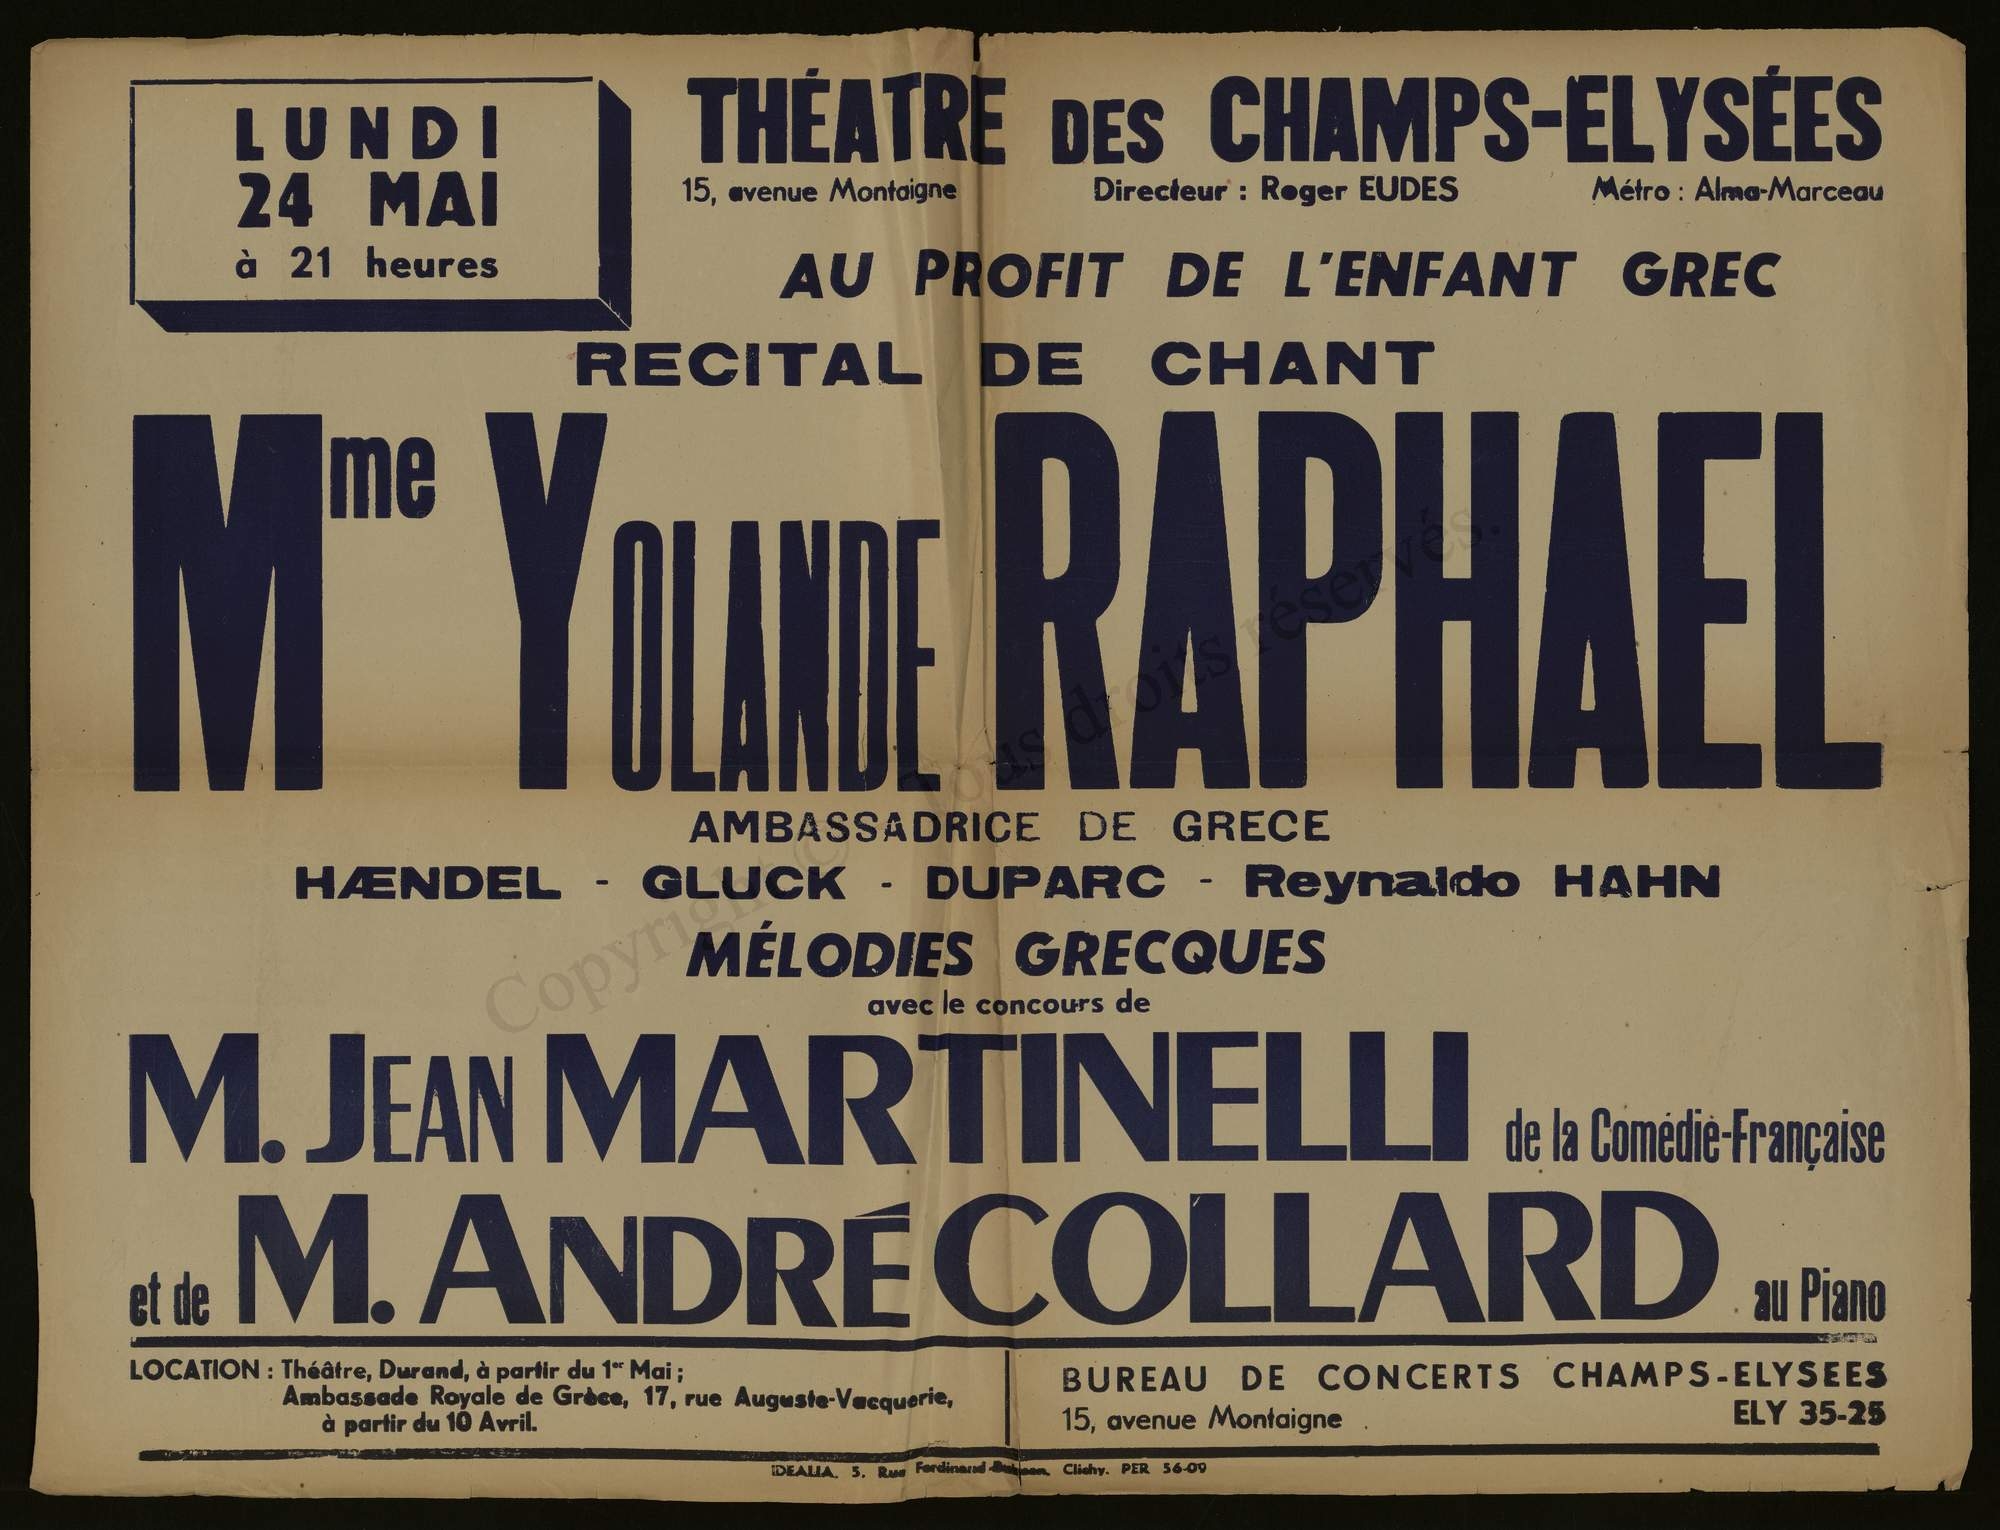 LUNDI
24 MAI
à 21 heures
THÉATRE DES CHAMPS-ELYSÉES
15, avenue Montaigne Directeur : Roger EUDES Métro : Alma-Marceau
AU PROFIT DE L'ENFANT GREC
RECITAL DE CHANT
Mme YOLANDE RAPHAEL
AMBASSADRICE DE GRECE
HÆNDEL - GLUCK - DUPARC - Reynaldo HAHN
MÉLODIES GRECQUES
avec le concours de
M. JEAN MARTINELLI de la Comédie-Française
et de M. ANDRÉ COLLARD au Piano
LOCATION : Théâtre, Durand, à partir du 1er Mai ;
Ambassade Royale de Grèce, 17, rue Auguste-Vacquerie,
à partir du 10 Avril.
BUREAU DE CONCERTS CHAMPS-ELYSEES
15, avenue Montaigne ELY 35-25
IDEALIA. 5. Rue Ferdinand Clichy. PER 56-09
Copyright © Tous droits réservés.